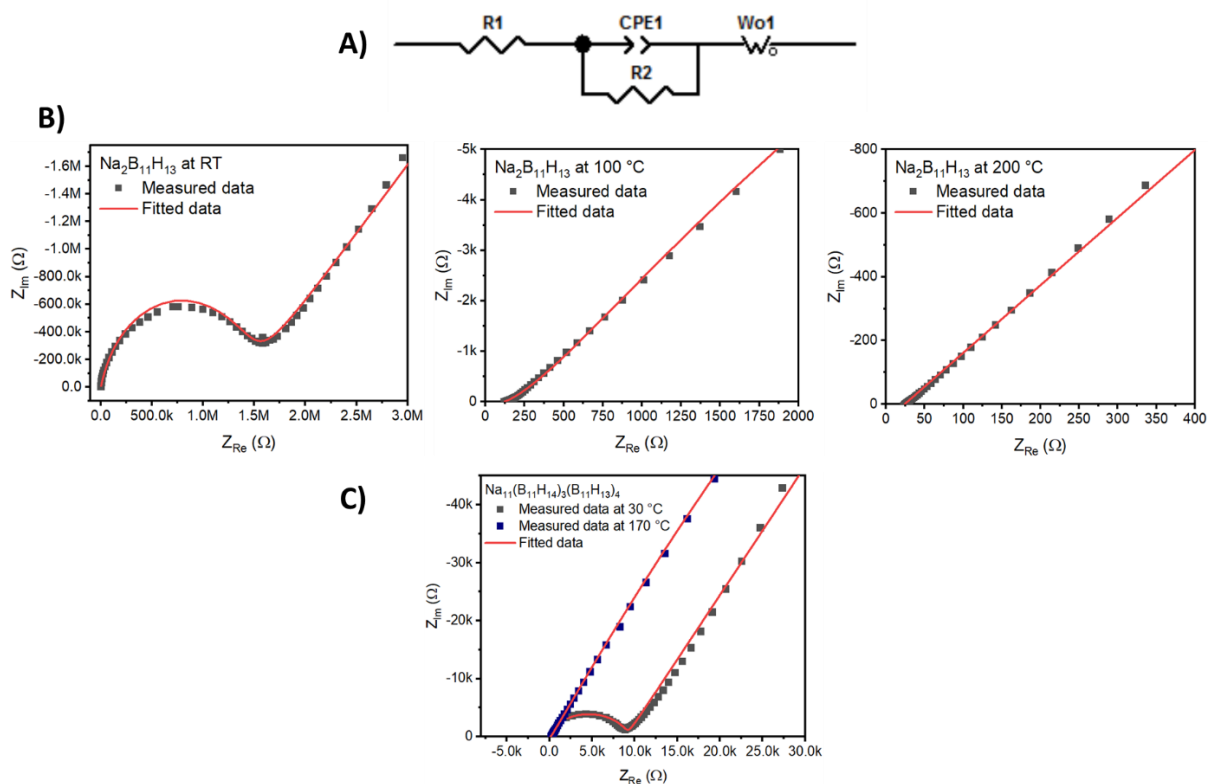 A)
R1
CPE1
Wo1
R2
B)
Na2B11H13 at RT
Measured data
Fitted data
-1.6M
-1.4M
-1.2M
-1.0M
-800.0k
-600.0k
-400.0k
-200.0k
0.0
0.0
500.0k
1.0M
1.5M
2.0M
2.5M
3.0M
ZIm (Ω)
ZRe (Ω)
Na2B11H13 at 100 °C
Measured data
Fitted data
-5k
-4k
-3k
-2k
-1k
0
0
250
500
750
1000
1250
1500
1750
2000
ZIm (Ω)
ZRe (Ω)
Na2B11H13 at 200 °C
Measured data
Fitted data
-800
-600
-400
-200
0
0
50
100
150
200
250
300
350
400
ZIm (Ω)
ZRe (Ω)
C)
Na11(B11H14)3(B11H13)4
Measured data at 30 °C
Measured data at 170 °C
Fitted data
-40k
-30k
-20k
-10k
0
-5.0k
0.0
5.0k
10.0k
15.0k
20.0k
25.0k
30.0k
ZIm (Ω)
ZRe (Ω)